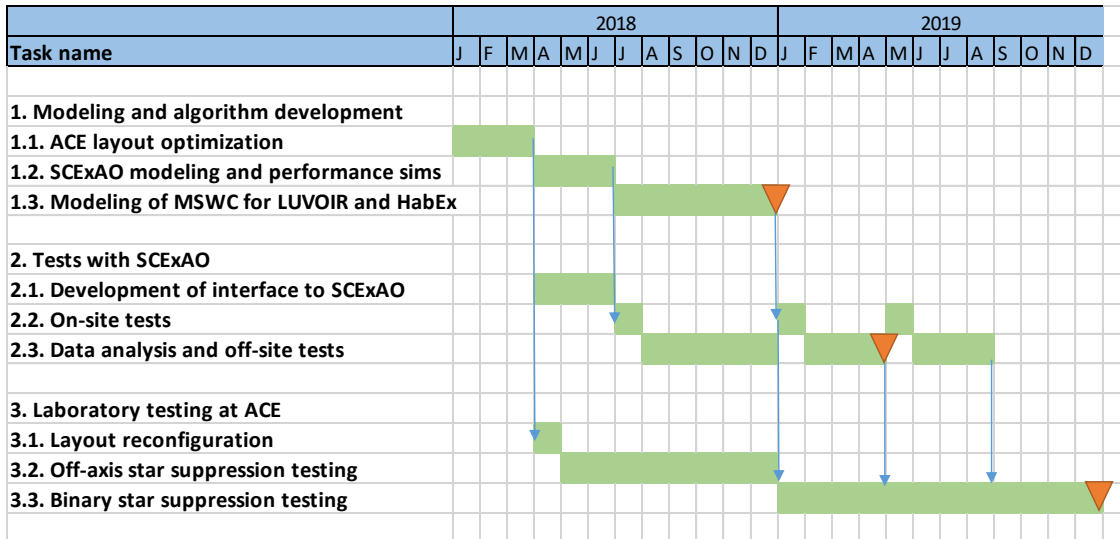 2018 2019
Task name J F M A M J J A S O N D J F M A M J J A S O N D
1. Modeling and algorithm development
1.1. ACE layout optimization
1.2. SCExAO modeling and performance sims
1.3. Modeling of MSWC for LUVOIR and HabEx
2. Tests with SCExAO
2.1. Development of interface to SCExAO
2.2. On-site tests
2.3. Data analysis and off-site tests
3. Laboratory testing at ACE
3.1. Layout reconfiguration
3.2. Off-axis star suppression testing
3.3. Binary star suppression testing